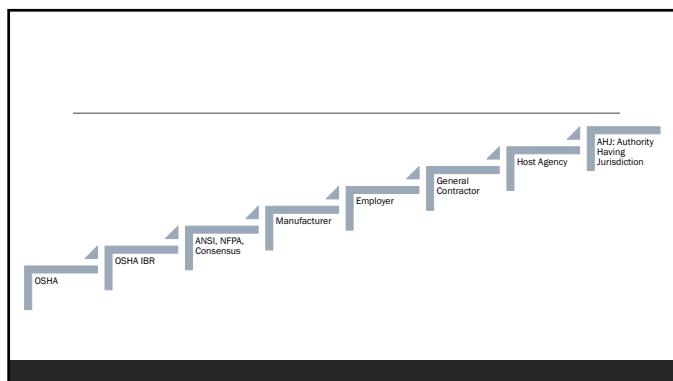 OSHA
OSHA IBR
ANSI, NFPA,
Consensus
Manufacturer
Employer
General
Contractor
Host Agency
AHJ: Authority
Having
Jurisdiction